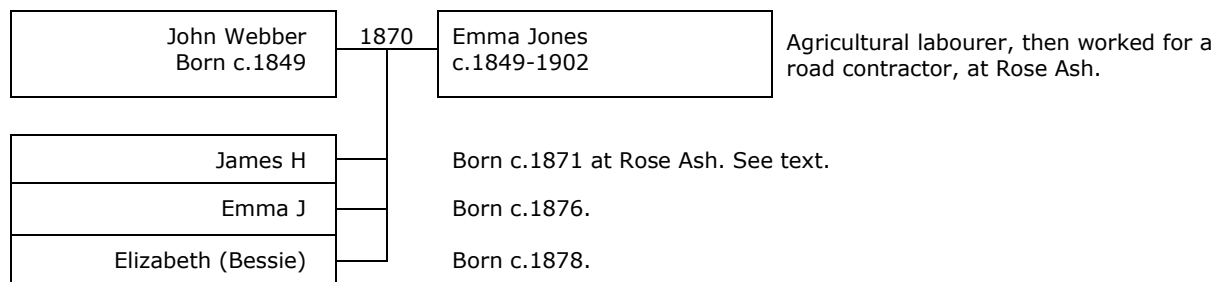 John Webber
Born c.1849
1870
Emma Jones
c.1849-1902
Agricultural labourer, then worked for a
road contractor, at Rose Ash.
James H
Born c.1871 at Rose Ash. See text.
Emma J
Born c.1876.
Elizabeth (Bessie)
Born c.1878.